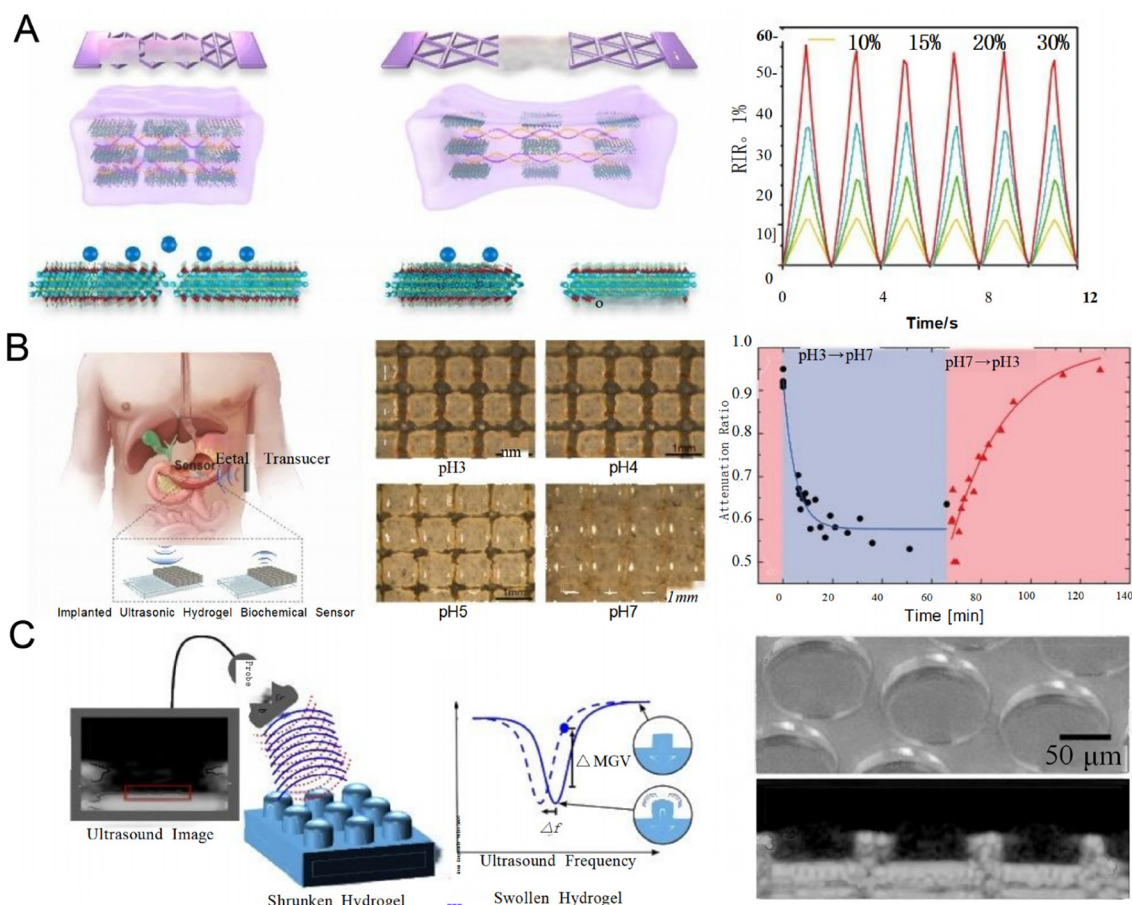 A
60-
10% 15% 20% 30%
50-
40
30
20
10]
0
RIR。1%
0 4 8 12
Time/s
B
Sensor
Eetal Transucer
Implanted Ultrasonic Hydrogel Biochemical Sensor
nm
1mm
pH3 pH4
1mm
1mm
pH5 pH7
1.0
0.9
0.8
0.7
0.6
0.5
Attenuation Ratio
pH3→pH7
pH7→pH3
0 20 40 60 80 100 120 140
Time [min]
C
Probe
Ultrasound Image
Shrunken Hydrogel
△MGV
△f
Ultrasound Frequency
Swollen Hydrogel
50 μm